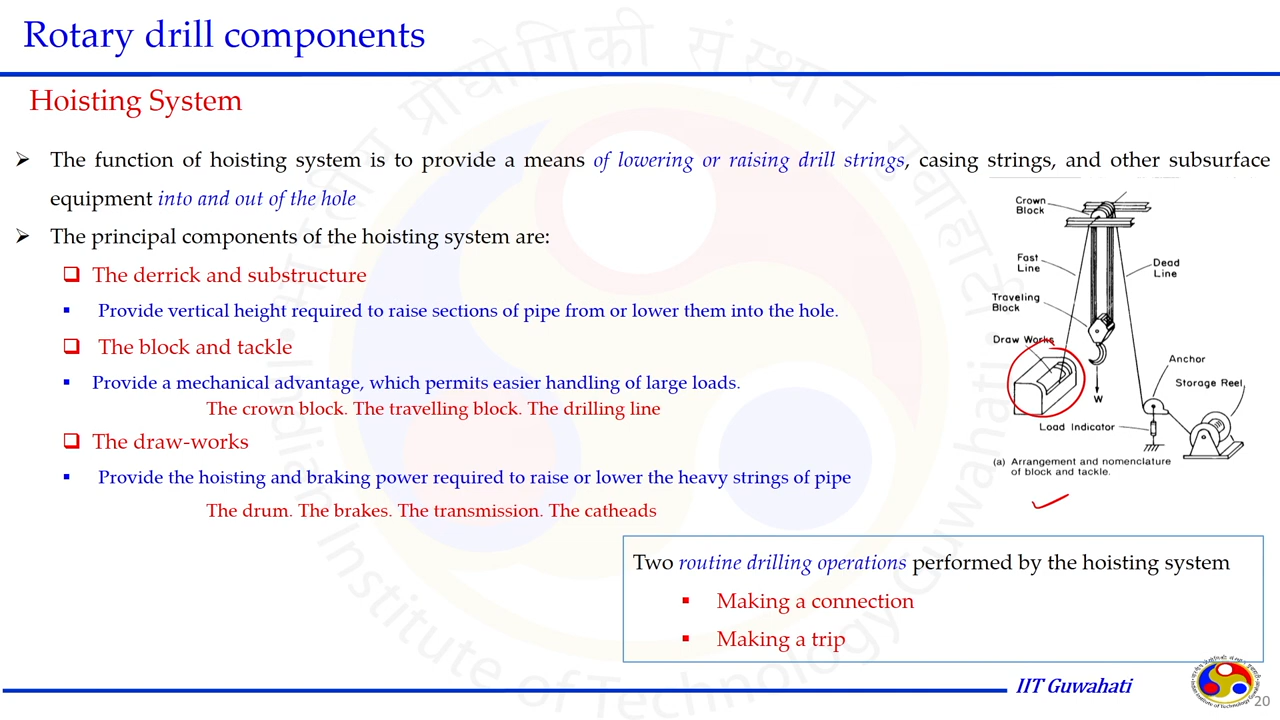 Rotary drill components
Hoisting System
➢ The function of hoisting system is to provide a means of lowering or raising drill strings, casing strings, and other subsurface
equipment into and out of the hole
➢ The principal components of the hoisting system are:
❑ The derrick and substructure
▪ Provide vertical height required to raise sections of pipe from or lower them into the hole.
❑ The block and tackle
▪ Provide a mechanical advantage, which permits easier handling of large loads.
The crown block. The travelling block. The drilling line
❑ The draw-works
▪ Provide the hoisting and braking power required to raise or lower the heavy strings of pipe
The drum. The brakes. The transmission. The catheads
Crown
Block
Fast
Line
Dead
Line
Traveling
Block
Draw Works
Anchor
Storage Reel
W
Load Indicator
(a) Arrangement and nomenclature
of block and tackle.
Two routine drilling operations performed by the hoisting system
▪ Making a connection
▪ Making a trip
IIT Guwahati
20
Indian Institute of Technology Guwahati